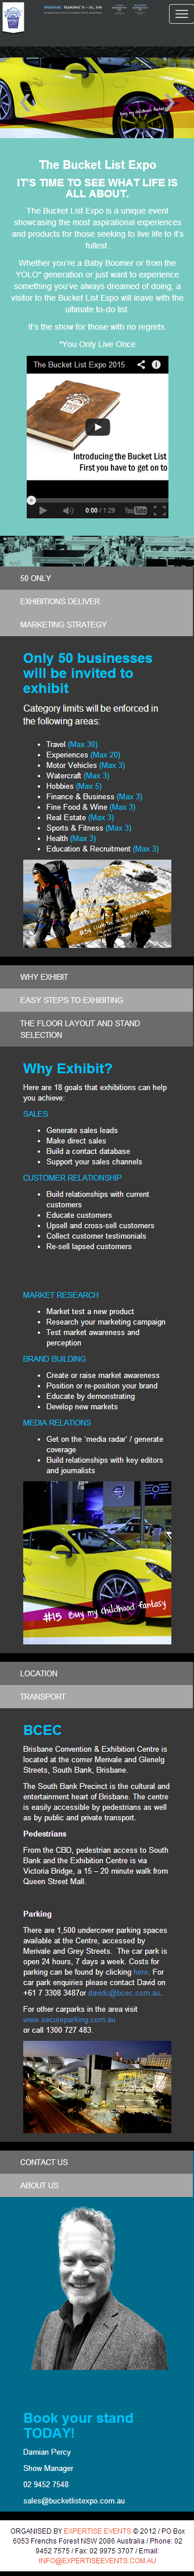 BRISBANE
The Bucket List Expo
IT'S TIME TO SEE WHAT LIFE IS
ALL ABOUT.
The Bucket List Expo is a unique event
showcasing the most aspirational experiences
and products for those seeking to live life to it's
fullest.
Whether you're a Baby Boomer or from the
YOLO* generation or just want to experience
something you've always dreamed of doing, a
visitor to the Bucket List Expo will leave with the
ultimate to-do list.
It's the show for those with no regrets.
*You Only Live Once
The Bucket List Expo 2015
Introducing the Bucket List
First you have to get on to
0:00 / 1:29
YouTube
50 ONLY
EXHIBITIONS DELIVER
MARKETING STRATEGY
Only 50 businesses
will be invited to
exhibit
Category limits will be enforced in
the following areas:
Travel (Max 30)
Experiences (Max 20)
Motor Vehicles (Max 3)
Watercraft (Max 3)
Hobbies (Max 5)
Finance & Business (Max 3)
Fine Food & Wine (Max 3)
Real Estate (Max 3)
Sports & Fitness (Max 3)
Health (Max 3)
Education & Recruitment (Max 3)
WHY EXHIBIT
EASY STEPS TO EXHIBITING
THE FLOOR LAYOUT AND STAND
SELECTION
Why Exhibit?
Here are 18 goals that exhibitions can help
you achieve:
SALES
Generate sales leads
Make direct sales
Build a contact database
Support your sales channels
CUSTOMER RELATIONSHIP
Build relationships with current
customers
Educate customers
Upsell and cross-sell customers
Collect customer testimonials
Re-sell lapsed customers
MARKET RESEARCH
Market test a new product
Research your marketing campaign
Test market awareness and
perception
BRAND BUILDING
Create or raise market awareness
Position or re-position your brand
Educate by demonstrating
Develop new markets
MEDIA RELATIONS
Get on the 'media radar' / generate
coverage
Build relationships with key editors
and journalists
#15 Buy my childhood fantasy
LOCATION
TRANSPORT
BCEC
Brisbane Convention & Exhibition Centre is
located at the corner Merivale and Glenelg
Streets, South Bank, Brisbane.
The South Bank Precinct is the cultural and
entertainment heart of Brisbane. The centre
is easily accessible by pedestrians as well
as by public and private transport.
Pedestrians
From the CBD, pedestrian access to South
Bank and the Exhibition Centre is via
Victoria Bridge, a 15 – 20 minute walk from
Queen Street Mall.
Parking
There are 1,500 undercover parking spaces
available at the Centre, accessed by
Merivale and Grey Streets. The car park is
open 24 hours, 7 days a week. Costs for
parking can be found by clicking here. For
car park enquiries please contact David on
+61 7 3308 3487or davidc@bcec.com.au.
For other carparks in the area visit
www.secureparking.com.au
or call 1300 727 483.
CONTACT US
ABOUT US
Book your stand
TODAY!
Damian Percy
Show Manager
02 9452 7548
sales@bucketlistexpo.com.au
ORGANISED BY EXPERTISE EVENTS © 2012 / PO Box
6053 Frenchs Forest NSW 2086 Australia / Phone: 02
9452 7575 / Fax: 02 9975 3707 / Email:
INFO@EXPERTISEEVENTS.COM.AU